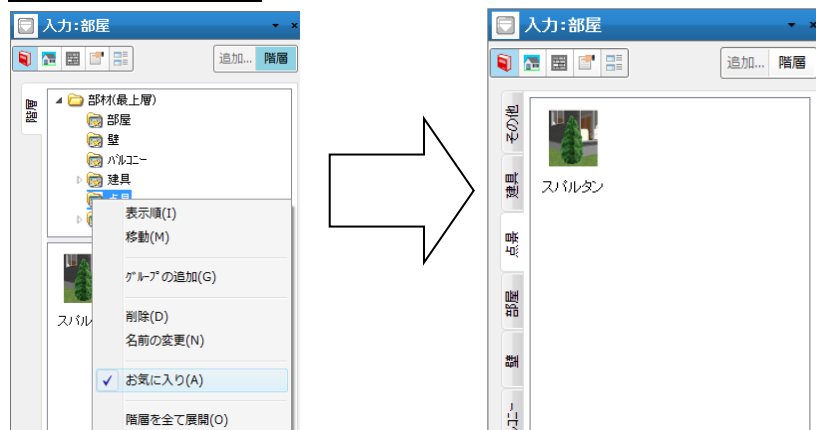 入力:部屋
追加... 階層
階層
部材(最上層)
部屋
壁
ﾊﾞﾙｺﾆｰ
建具
点景
表示順(I)
移動(M)
ｸﾞﾙｰﾌﾟの追加(G)
削除(D)
名前の変更(N)
お気に入り(A)
階層を全て展開(O)
スパル
入力:部屋
追加... 階層
その他
建具
点景
部屋
壁
スパルタン